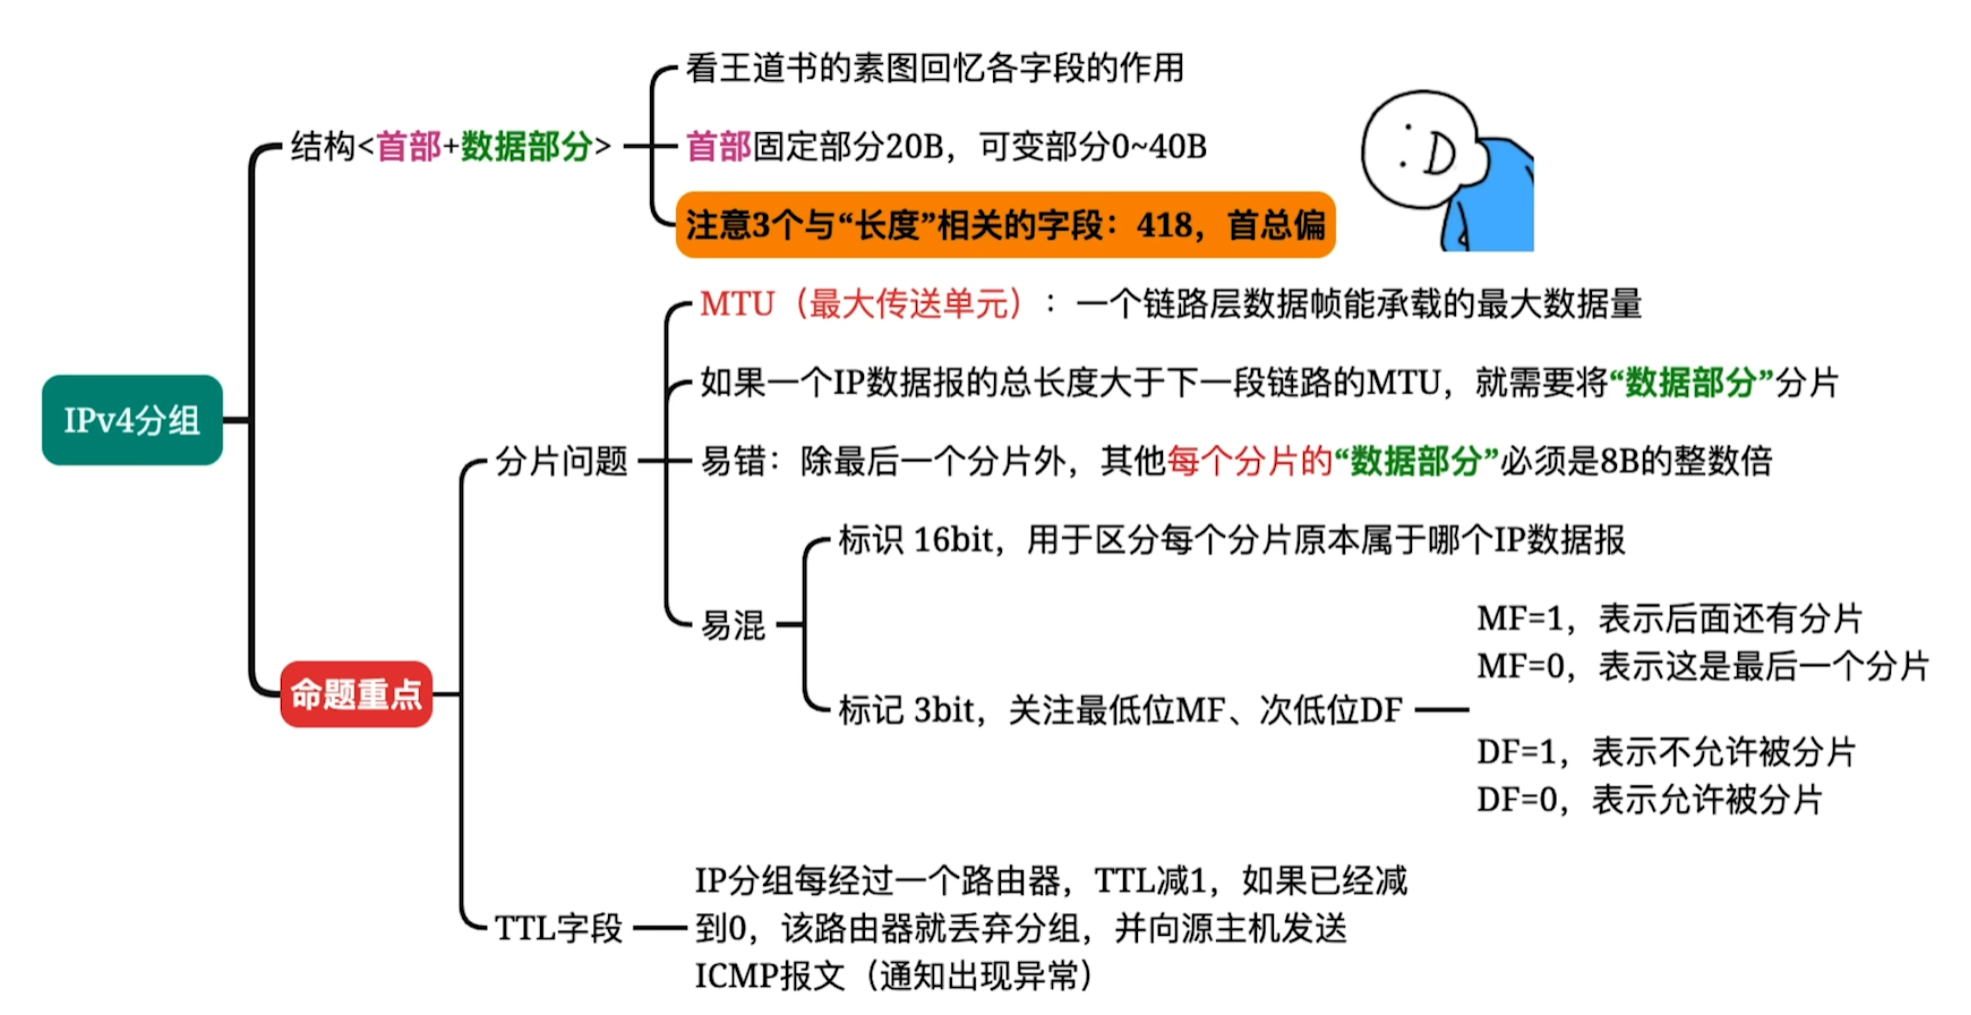 看王道书的素图回忆各字段的作用
结构<首部+数据部分>
首部固定部分20B，可变部分0~40B
注意3个与“长度”相关的字段：418，首总偏
MTU（最大传送单元）：一个链路层数据帧能承载的最大数据量
如果一个IP数据报的总长度大于下一段链路的MTU，就需要将“数据部分”分片
IPv4分组
分片问题
易错：除最后一个分片外，其他每个分片的“数据部分”必须是8B的整数倍
标识 16bit，用于区分每个分片原本属于哪个IP数据报
易混
MF=1，表示后面还有分片
MF=0，表示这是最后一个分片
命题重点
标记 3bit，关注最低位MF、次低位DF
DF=1，表示不允许被分片
DF=0，表示允许被分片
TTL字段
IP分组每经过一个路由器，TTL减1，如果已经减
到0，该路由器就丢弃分组，并向源主机发送
ICMP报文（通知出现异常）